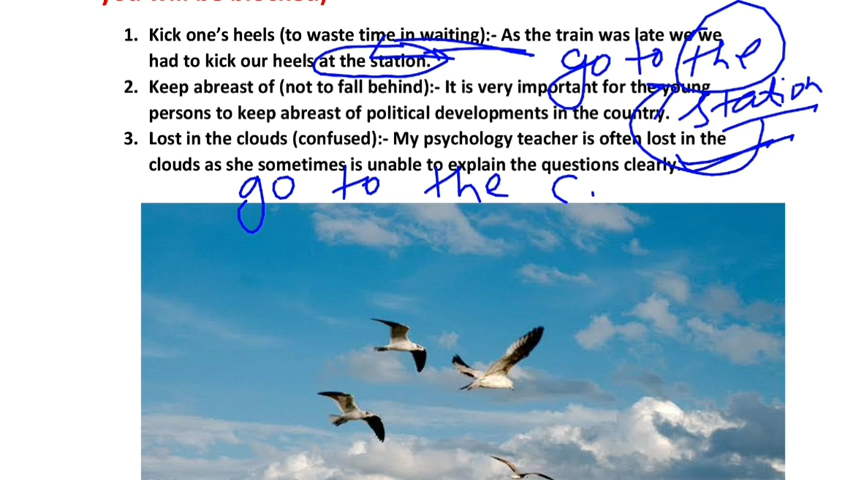 you will be blocked)
1. Kick one's heels (to waste time in waiting):- As the train was late we we
had to kick our heels at the station.
go to the
2. Keep abreast of (not to fall behind):- It is very important for the young
station
persons to keep abreast of political developments in the country.
3. Lost in the clouds (confused):- My psychology teacher is often lost in the
clouds as she sometimes is unable to explain the questions clearly.
go to the c.